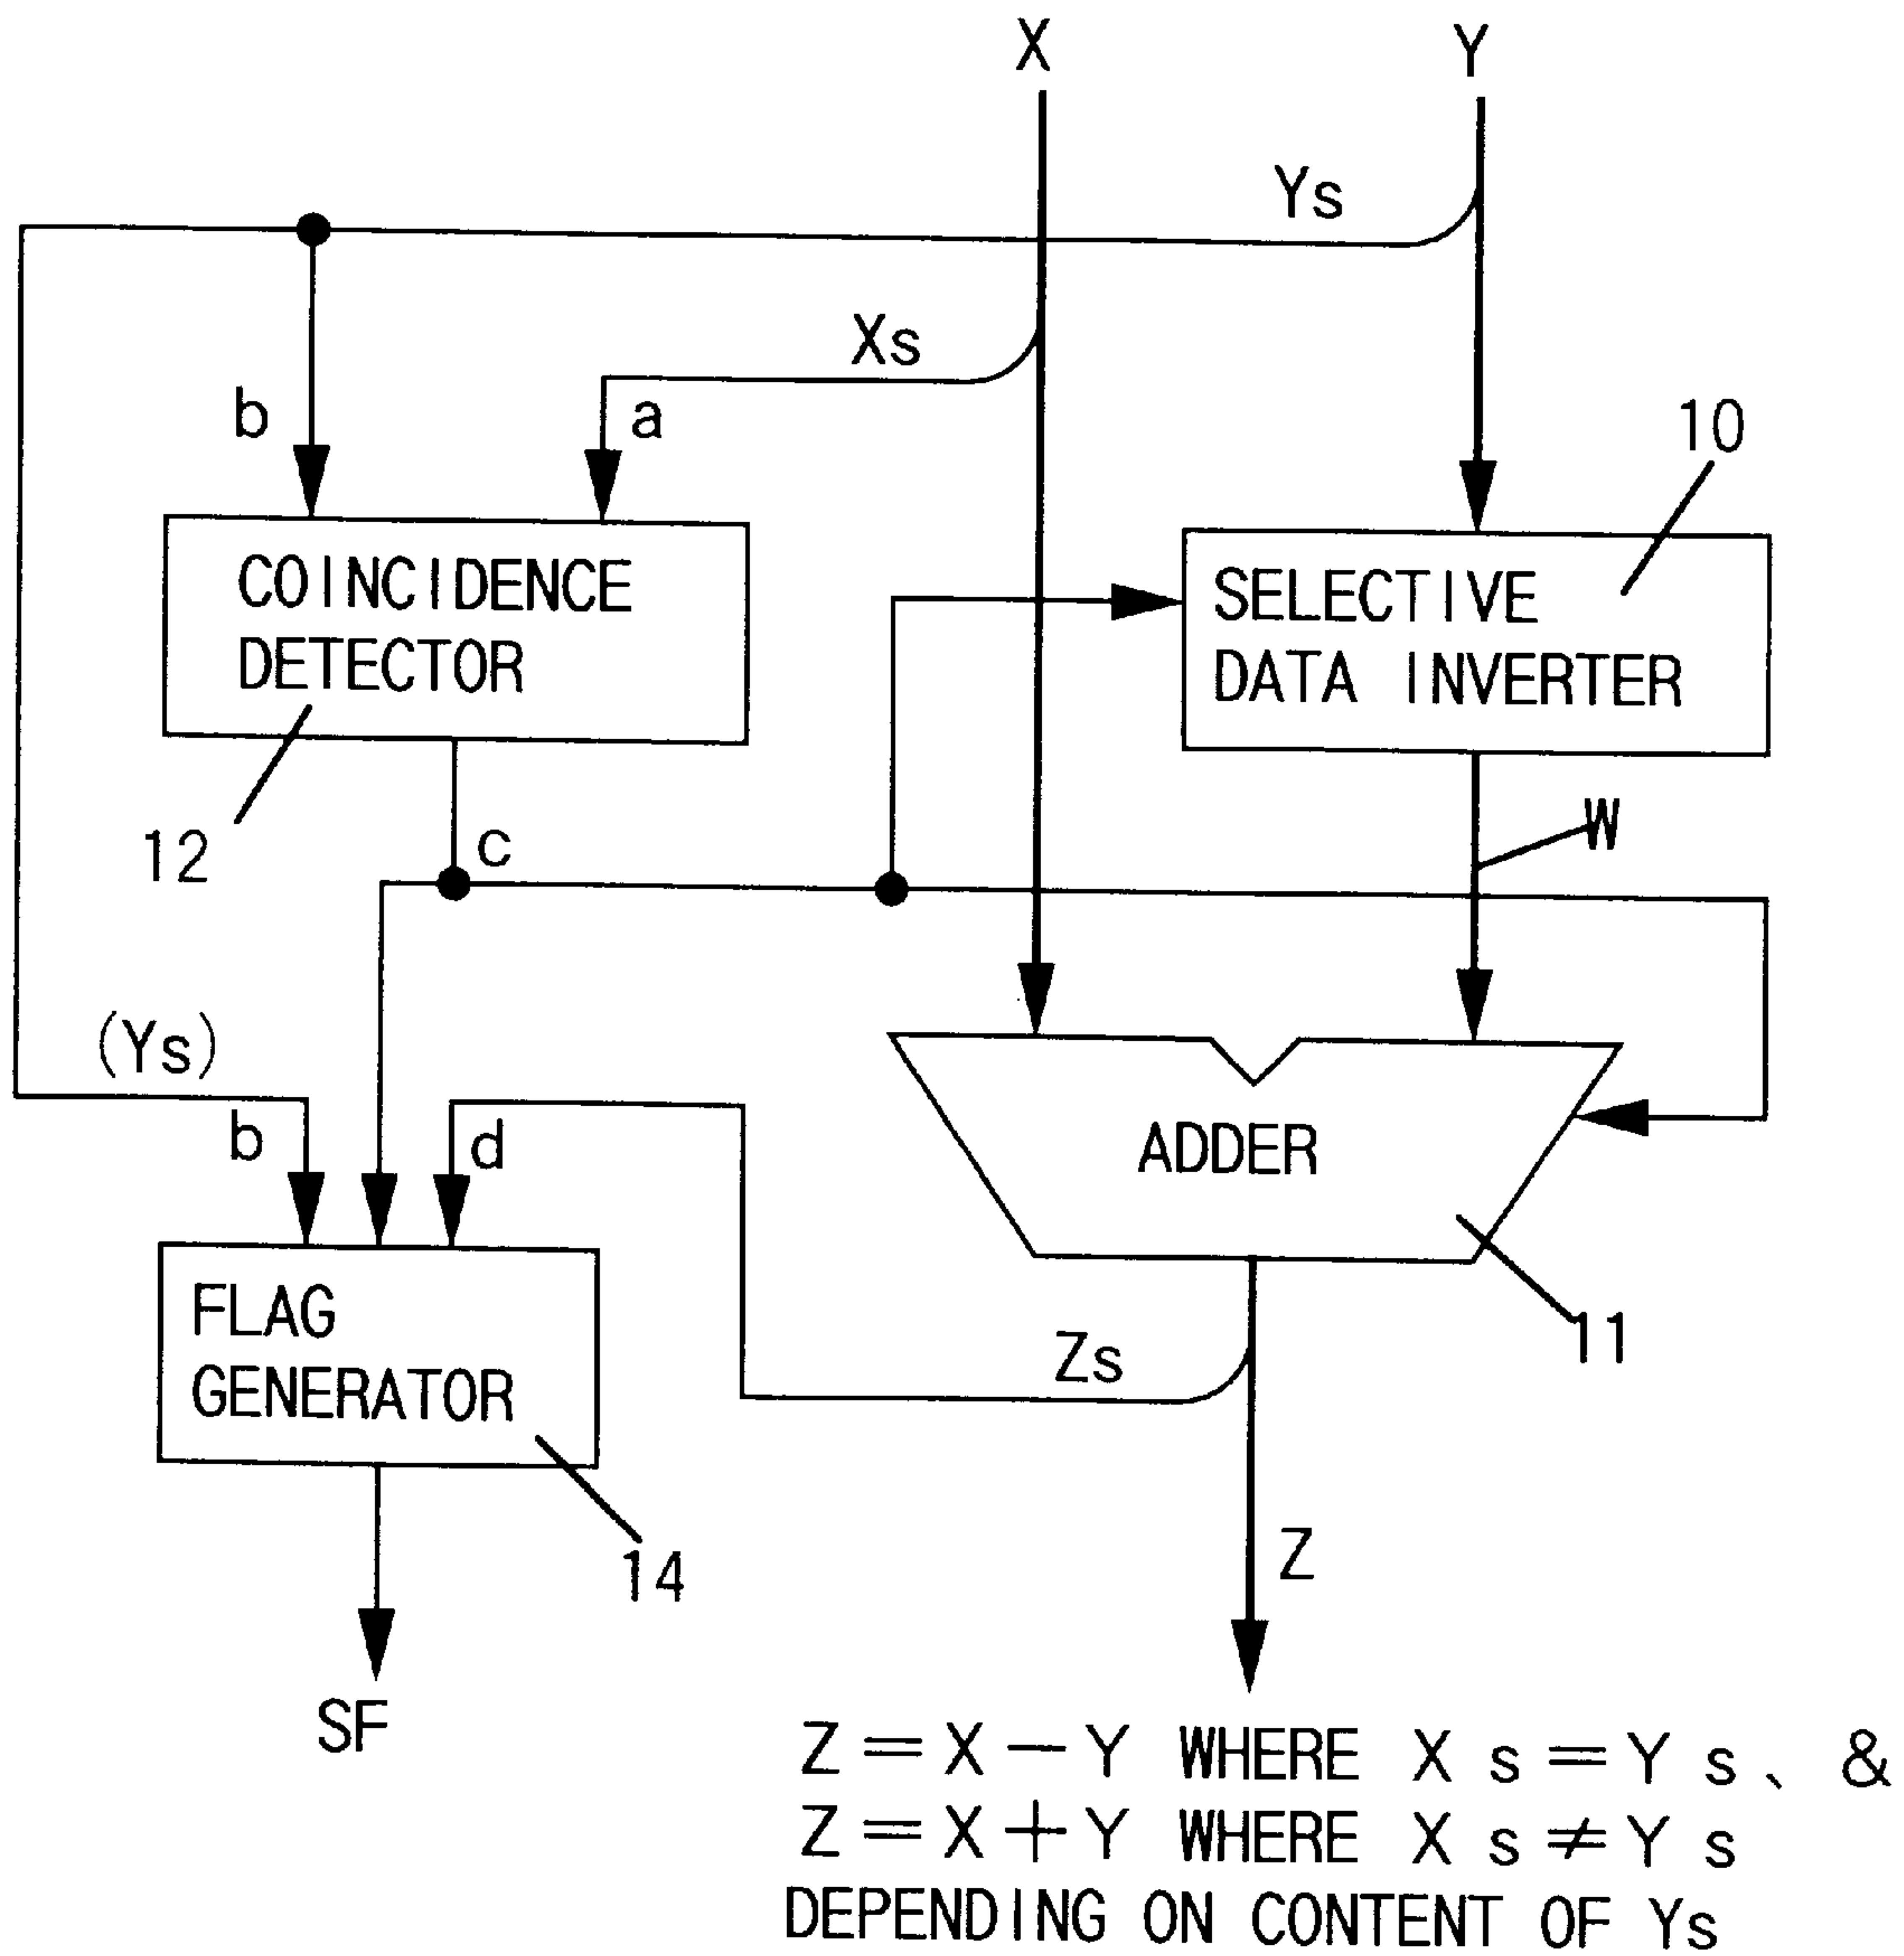 X
Y
Ys
Xs
b
a
10
COINCIDENCE
DETECTOR
SELECTIVE
DATA INVERTER
12
c
W
(Ys)
b
d
ADDER
FLAG
GENERATOR
Zs
11
14
Z
SF
Z=X-Y WHERE Xs=Ys、&
Z=X+Y WHERE Xs≠Ys
DEPENDING ON CONTENT OF Ys